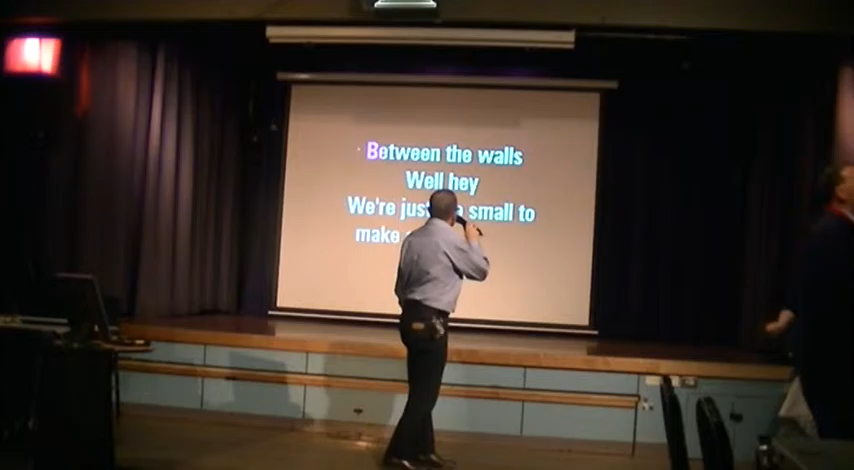 Between the walls
Well hey
We're just small to
make